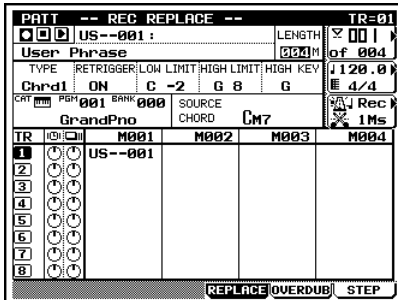 PATT -- REC REPLACE -- TR=01
US--001: LENGTH
User Phrase 004M of 004
TYPE RETRIGGER LOW LIMIT HIGH LIMIT HIGH KEY ♩120.0
Chrd1 ON C -2 G 8 G 4/4
CAT PGM 001 BANK 000 SOURCE Rec
GrandPno CHORD CM7 1Ms
TR M001 M002 M003 M004
1 US--001
2
3
4
5
6
7
8
REPLACE OVERDUB STEP